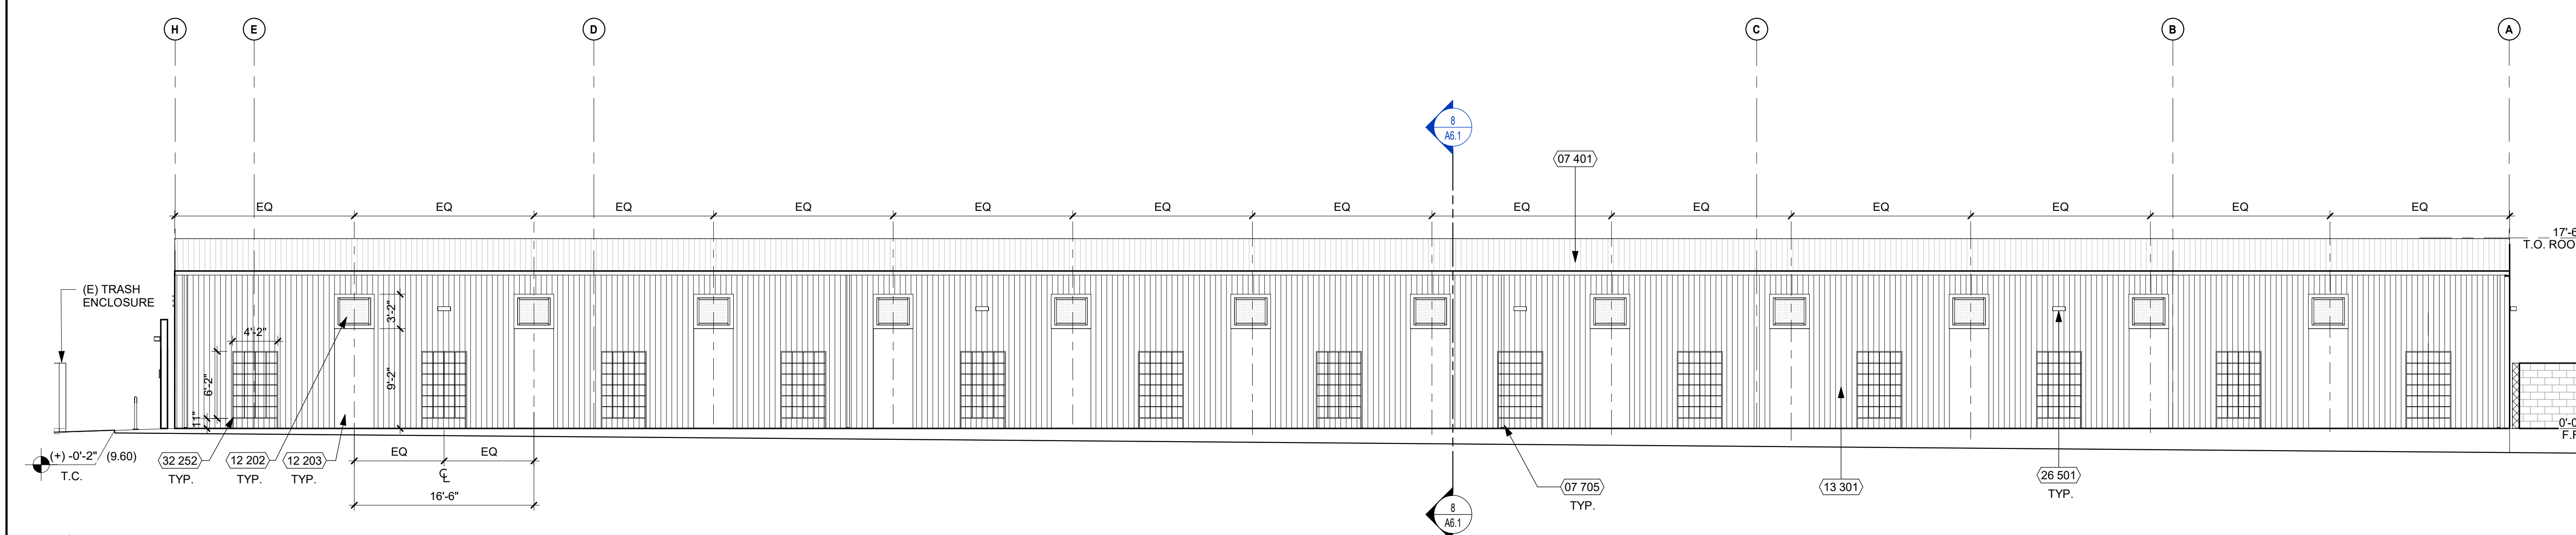 H
E
D
C
B
A
8
A6.1
07 401
EQ
EQ
EQ
EQ
EQ
EQ
EQ
EQ
EQ
EQ
EQ
EQ
EQ
17'-6
T.O. ROO
(E) TRASH
ENCLOSURE
3'-2"
4'-2"
6'-2"
9'-2"
11"
0'-0
F.F
(+) -0'-2" (9.60)
T.C.
32 252
TYP.
12 202
TYP.
12 203
TYP.
EQ
EQ
CL
16'-6"
8
A6.1
07 705
TYP.
13 301
26 501
TYP.